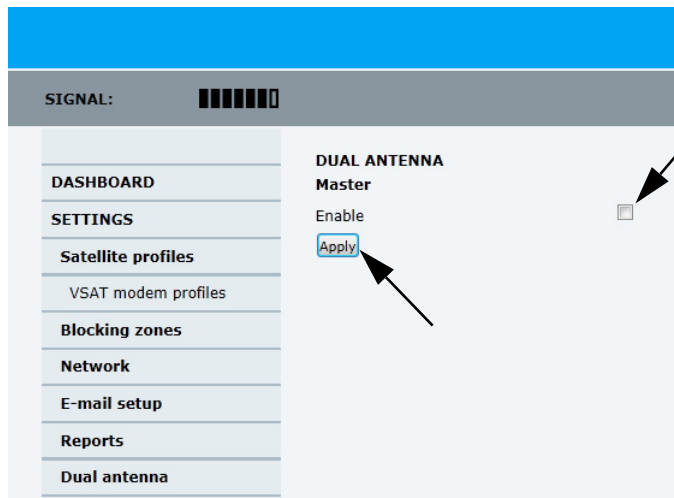 SIGNAL:
DASHBOARD
SETTINGS
Satellite profiles
VSAT modem profiles
Blocking zones
Network
E-mail setup
Reports
Dual antenna
DUAL ANTENNA
Master
Enable
Apply